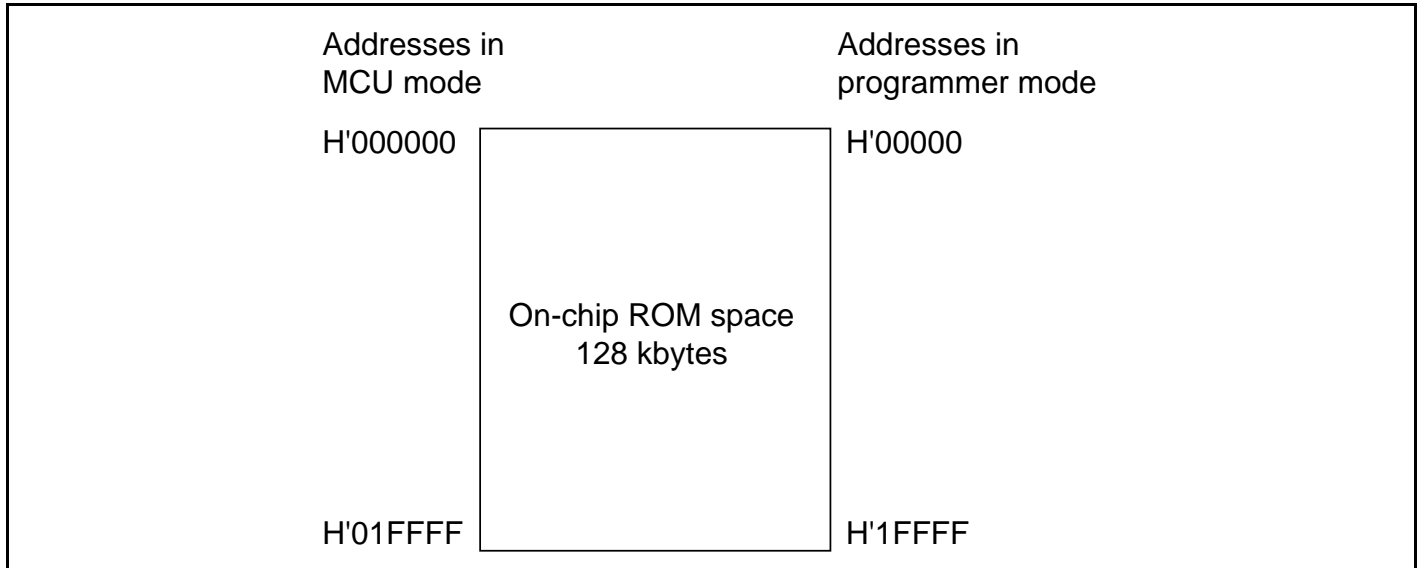 Addresses in
MCU mode
Addresses in
programmer mode
H'000000
H'00000
On-chip ROM space
128 kbytes
H'01FFFF
H'1FFFF